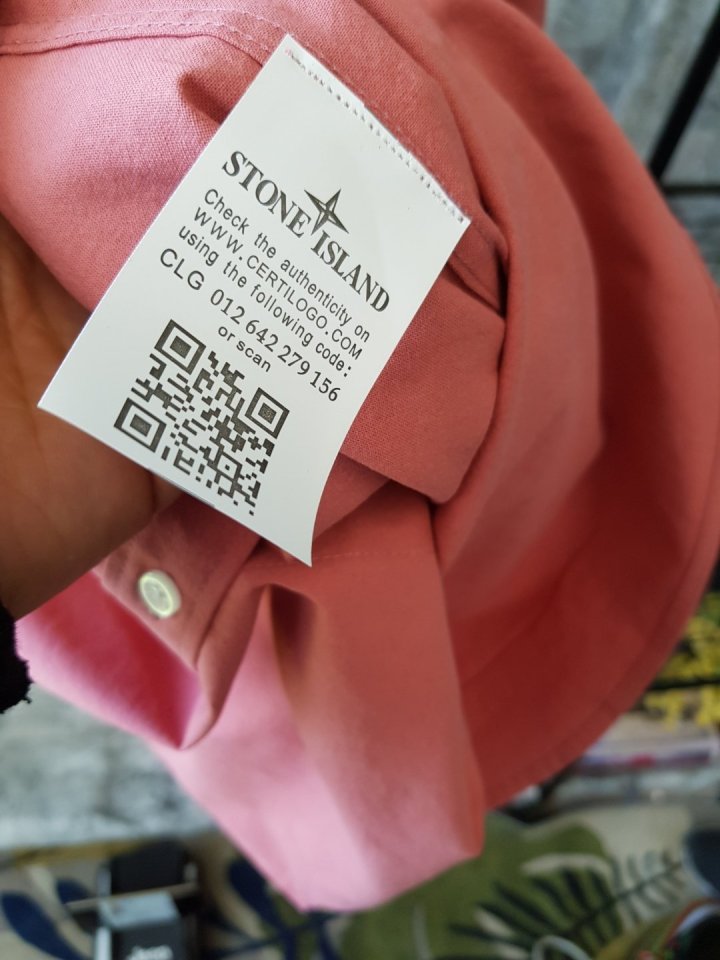 STONE ISLAND
Check the authenticity on
WWW.CERTILOGO.COM
using the following code:
CLG 012 642 279 156
or scan